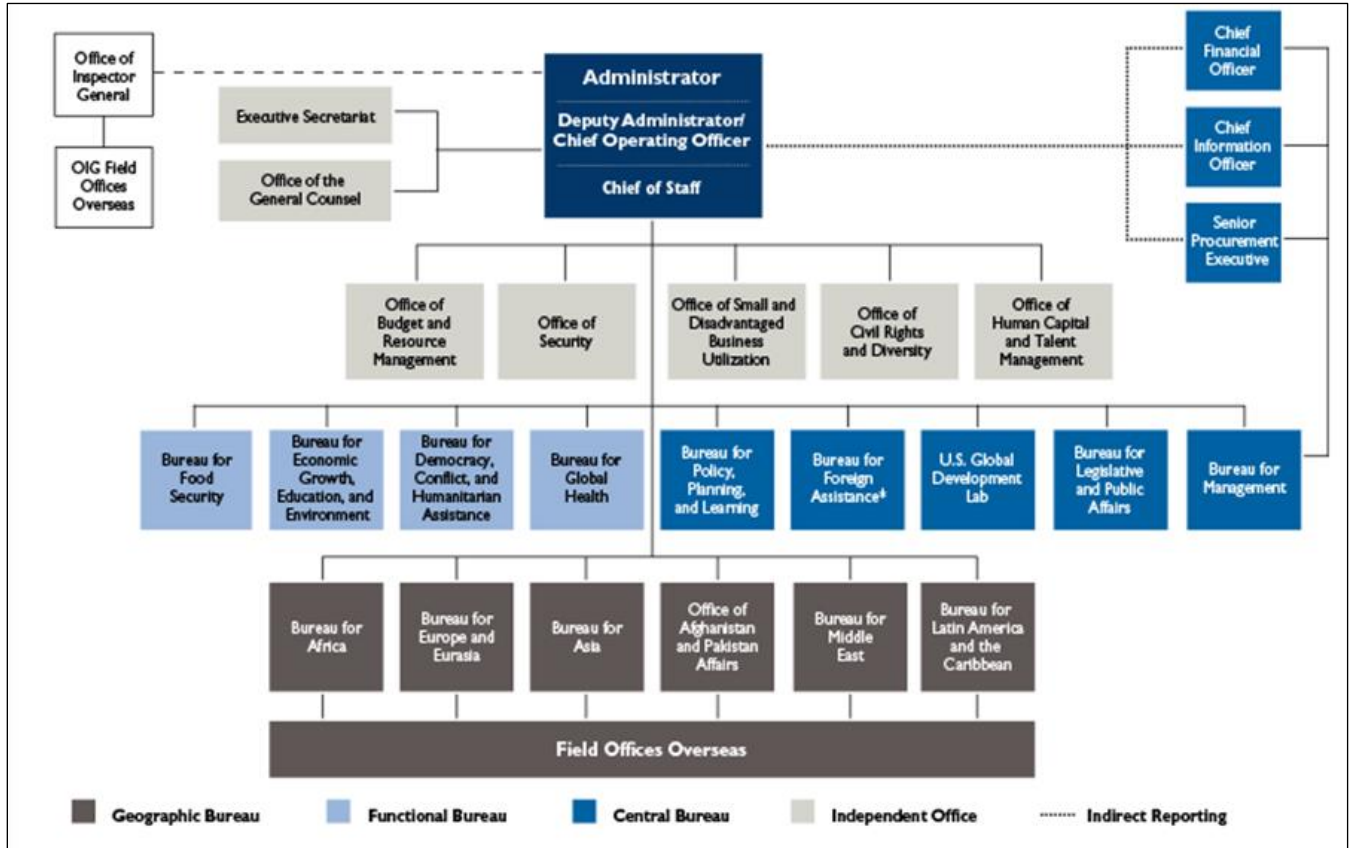 Office of
Inspector
General
OIG Field
Offices
Overseas
Executive Secretariat
Office of the
General Counsel
Administrator
Deputy Administrator/
Chief Operating Officer
Chief of Staff
Chief
Financial
Officer
Chief
Information
Officer
Senior
Procurement
Executive
Office of
Budget and
Resource
Management
Office of
Security
Office of Small and
Disadvantaged
Business
Utilization
Office of
Civil Rights
and Diversity
Office of
Human Capital
and Talent
Management
Bureau for
Food
Security
Bureau for
Economic
Growth,
Education, and
Environment
Bureau for
Democracy,
Conflict, and
Humanitarian
Assistance
Bureau for
Global
Health
Bureau for
Policy,
Planning,
and Learning
Bureau for
Foreign
Assistance*
U.S. Global
Development
Lab
Bureau for
Legislative
and Public
Affairs
Bureau for
Management
Bureau for
Africa
Bureau for
Europe and
Eurasia
Bureau for
Asia
Office of
Afghanistan
and Pakistan
Affairs
Bureau for
Middle
East
Bureau for
Latin America
and the
Caribbean
Field Offices Overseas
Geographic Bureau
Functional Bureau
Central Bureau
Independent Office
Indirect Reporting